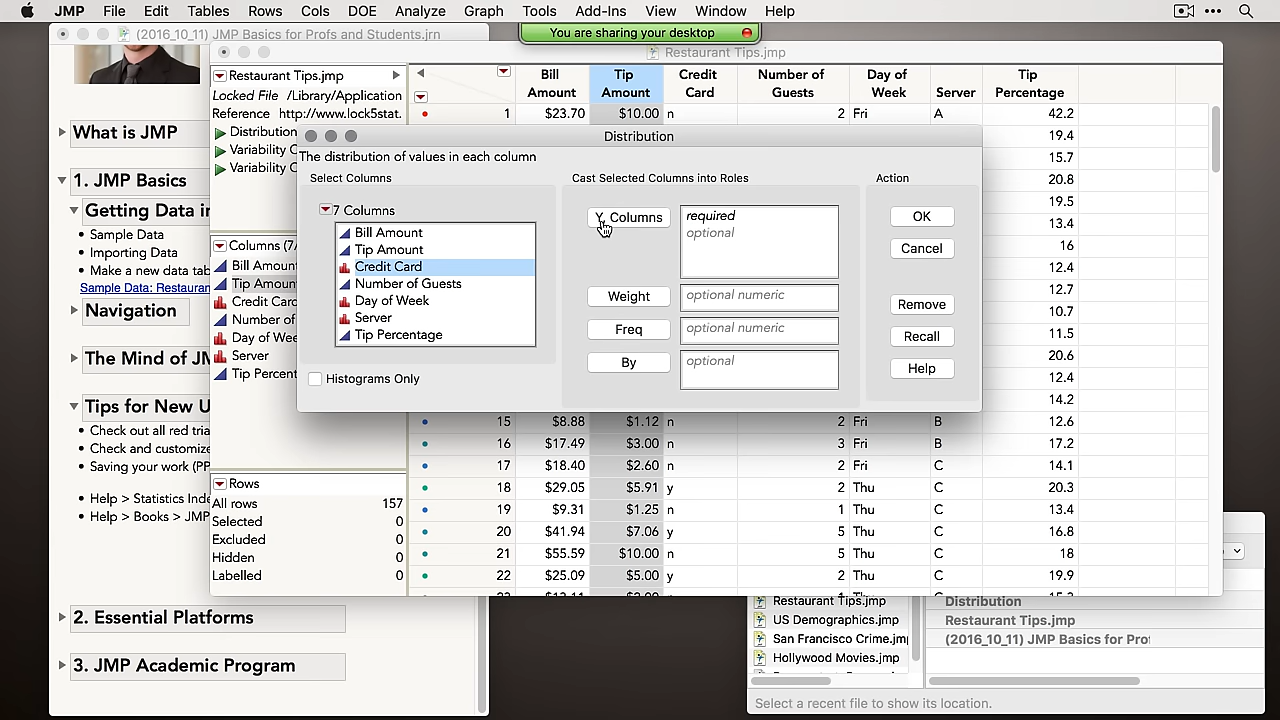 JMP File Edit Tables Rows Cols DOE Analyze Graph Tools Add-Ins View Window Help
You are sharing your desktop
(2016_10_11) JMP Basics for Profs and Students.jrn
What is JMP
1. JMP Basics
Getting Data in
Sample Data
Importing Data
Make a new data tab
Sample Data: Restauran
Navigation
The Mind of JM
Tips for New U
Check out all red tria
Check and customize
Saving your work (PP
Help > Statistics Inde
Help > Books > JMP
2. Essential Platforms
3. JMP Academic Program
Restaurant Tips.jmp
Restaurant Tips.jmp
Locked File /Library/Application
Reference http://www.lock5stat.
Distribution
Variability C
Variability C
Columns (7/
Bill Amount
Tip Amount
Credit Card
Number of
Day of Wee
Server
Tip Percent
Rows
All rows 157
Selected 0
Excluded 0
Hidden 0
Labelled 0
Bill Amount Tip Amount Credit Card Number of Guests Day of Week Server Tip Percentage
1 $23.70 $10.00 n 2 Fri A 42.2
19.4
15.7
20.8
19.5
13.4
16
12.4
12.7
10.7
11.5
20.6
12.4
14.2
15 $8.88 $1.12 n 2 Fri B 12.6
16 $17.49 $3.00 n 3 Fri B 17.2
17 $18.40 $2.60 n 2 Fri C 14.1
18 $29.05 $5.91 y 2 Thu C 20.3
19 $9.31 $1.25 n 1 Thu C 13.4
20 $41.94 $7.06 y 5 Thu C 16.8
21 $55.59 $10.00 n 5 Thu C 18
22 $25.09 $5.00 y 2 Thu C 19.9
Distribution
The distribution of values in each column
Select Columns
7 Columns
Bill Amount
Tip Amount
Credit Card
Number of Guests
Day of Week
Server
Tip Percentage
Histograms Only
Cast Selected Columns into Roles
Y, Columns required
optional
Weight optional numeric
Freq optional numeric
By optional
Action
OK
Cancel
Remove
Recall
Help
Restaurant Tips.jmp
US Demographics.jmp
San Francisco Crime.jmp
Hollywood Movies.jmp
Distribution
Restaurant Tips.jmp
(2016_10_11) JMP Basics for Pro
Select a recent file to show its location.